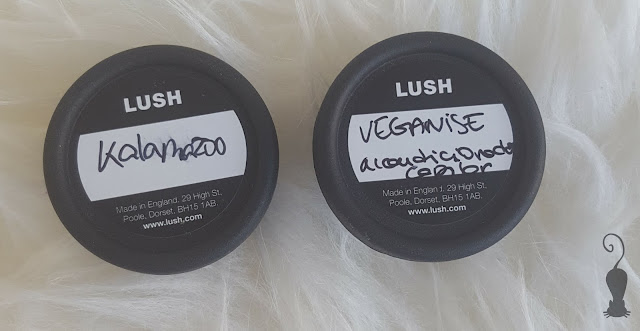 LUSH
Kalamazoo
Made in England. 29 High St,
Poole, Dorset, BH15 1AB.
www.lush.com
LUSH
VEGANISE
Made in England. 29 High St,
Poole, Dorset, BH15 1AB.
www.lush.com